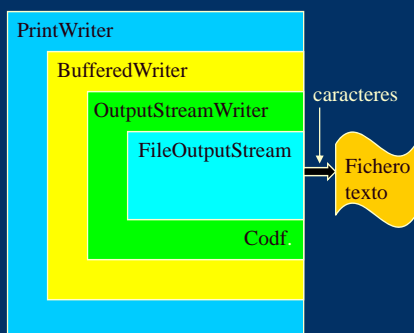 PrintWriter
BufferedWriter
OutputStreamWriter
caracteres
FileOutputStream
Fichero
texto
Codf.